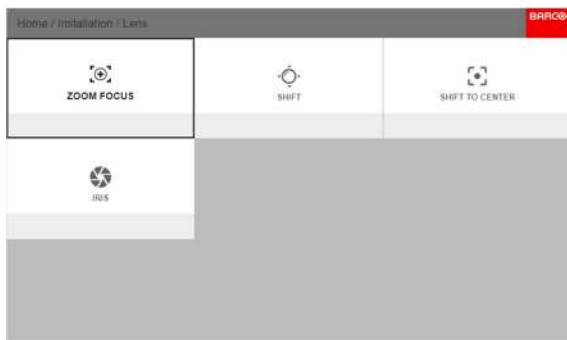 Home / Installation / Lens
BARCO
ZOOM FOCUS
SHIFT
SHIFT TO CENTER
IRIS